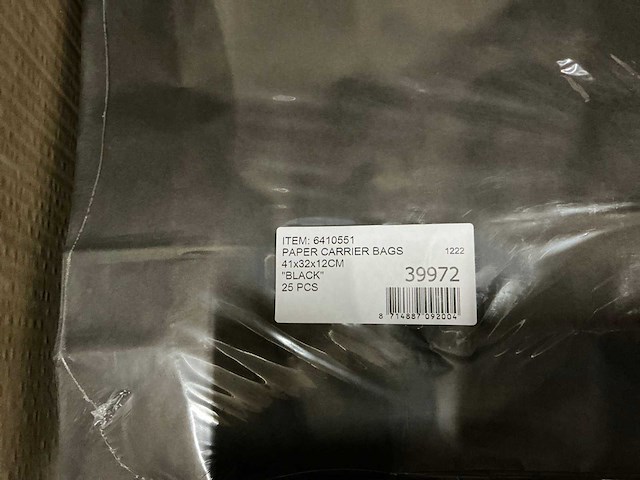 ITEM: 6410551
PAPER CARRIER BAGS 1222
41x32x12CM
"BLACK" 39972
25 PCS
8 714887 092004